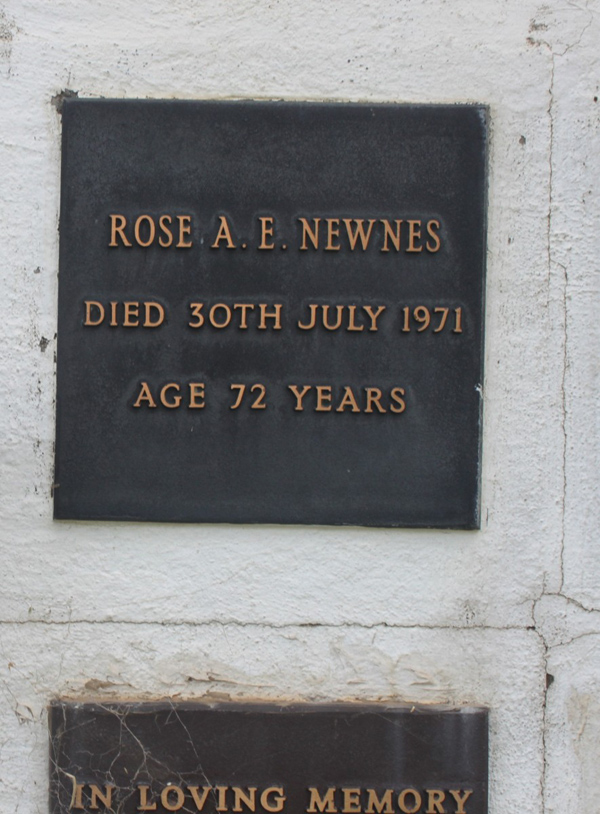 ROSE A. E. NEWNES
DIED 30TH JULY 1971
AGE 72 YEARS
IN LOVING MEMORY